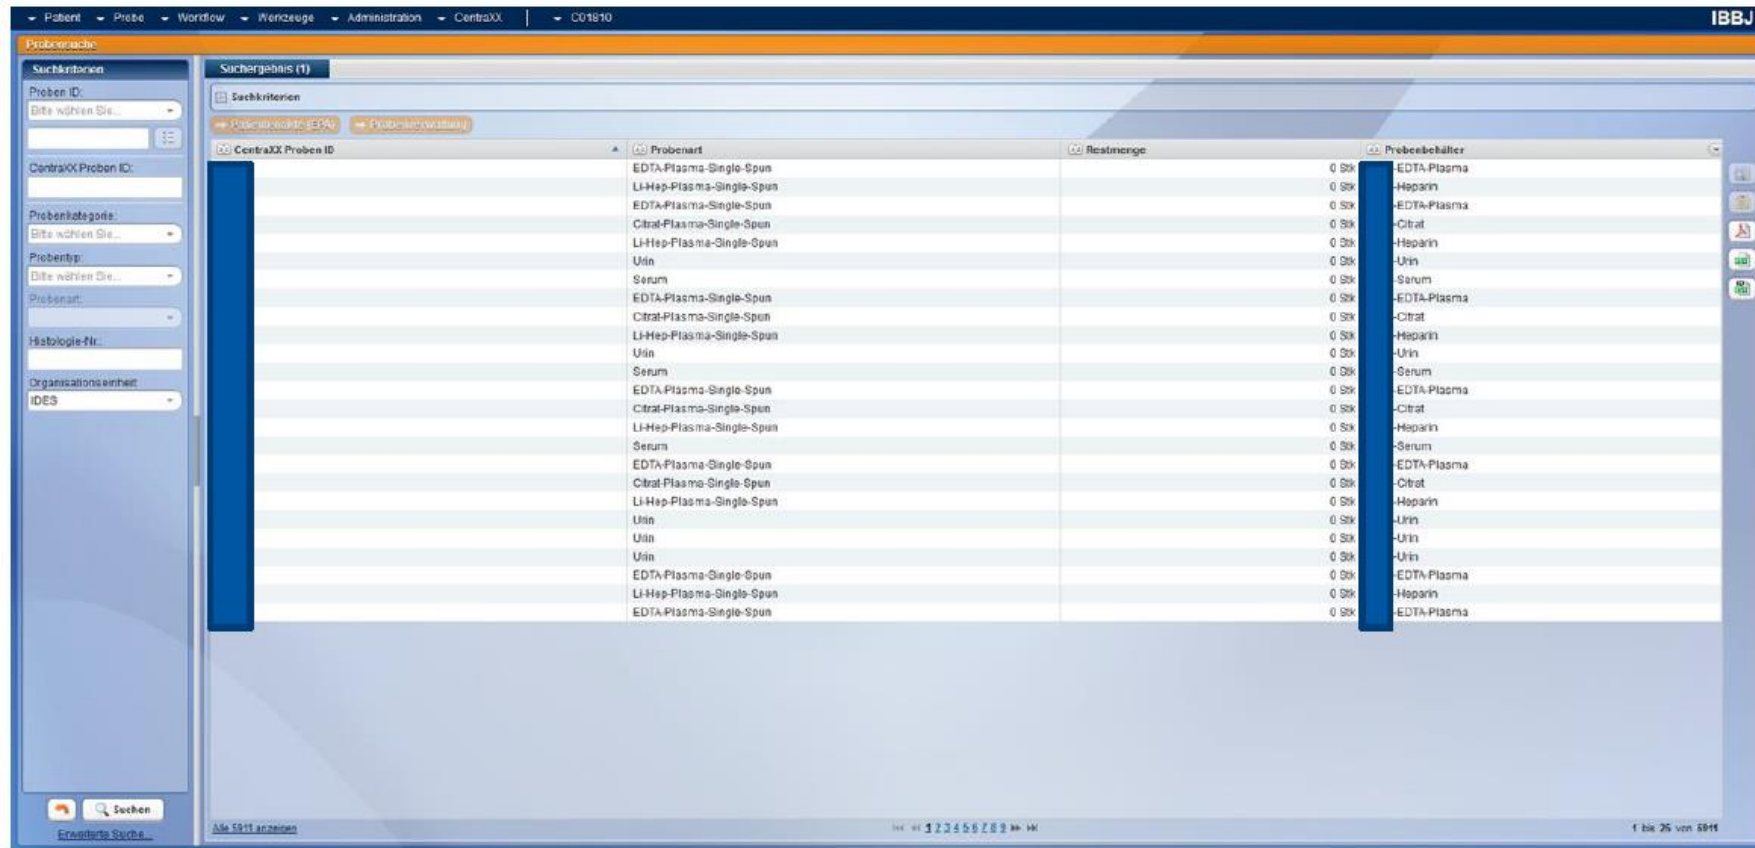 Patient Probe Workflow Werkzeuge Administration CentraXX C01810 IBBJ
Probensuche
Suchkriterien
Proben ID:
Bitte wählen Sie...
CentraXX Proben ID:
Probenkategorie:
Bitte wählen Sie...
Probentyp:
Bitte wählen Sie...
Probenart:
Histologie-Nr.:
Organisationseinheit
IDES
Suchen
Erweiterte Suche...
Suchergebnis (1)
Suchkriterien
Patientenakte (EPA) Probenverwaltung
CentraXX Proben ID Probenart Restmenge Probenbehälter
EDTA-Plasma-Single-Spun 0 Stk -EDTA-Plasma
Li-Hep-Plasma-Single-Spun 0 Stk -Heparin
EDTA-Plasma-Single-Spun 0 Stk -EDTA-Plasma
Citrat-Plasma-Single-Spun 0 Stk -Citrat
Li-Hep-Plasma-Single-Spun 0 Stk -Heparin
Urin 0 Stk -Urin
Serum 0 Stk -Serum
EDTA-Plasma-Single-Spun 0 Stk -EDTA-Plasma
Citrat-Plasma-Single-Spun 0 Stk -Citrat
Li-Hep-Plasma-Single-Spun 0 Stk -Heparin
Urin 0 Stk -Urin
Serum 0 Stk -Serum
EDTA-Plasma-Single-Spun 0 Stk -EDTA-Plasma
Citrat-Plasma-Single-Spun 0 Stk -Citrat
Li-Hep-Plasma-Single-Spun 0 Stk -Heparin
Serum 0 Stk -Serum
EDTA-Plasma-Single-Spun 0 Stk -EDTA-Plasma
Citrat-Plasma-Single-Spun 0 Stk -Citrat
Li-Hep-Plasma-Single-Spun 0 Stk -Heparin
Urin 0 Stk -Urin
Urin 0 Stk -Urin
Urin 0 Stk -Urin
EDTA-Plasma-Single-Spun 0 Stk -EDTA-Plasma
Li-Hep-Plasma-Single-Spun 0 Stk -Heparin
EDTA-Plasma-Single-Spun 0 Stk -EDTA-Plasma
Alle 5911 anzeigen 1 2 3 4 5 6 7 8 9 1 bis 25 von 5911